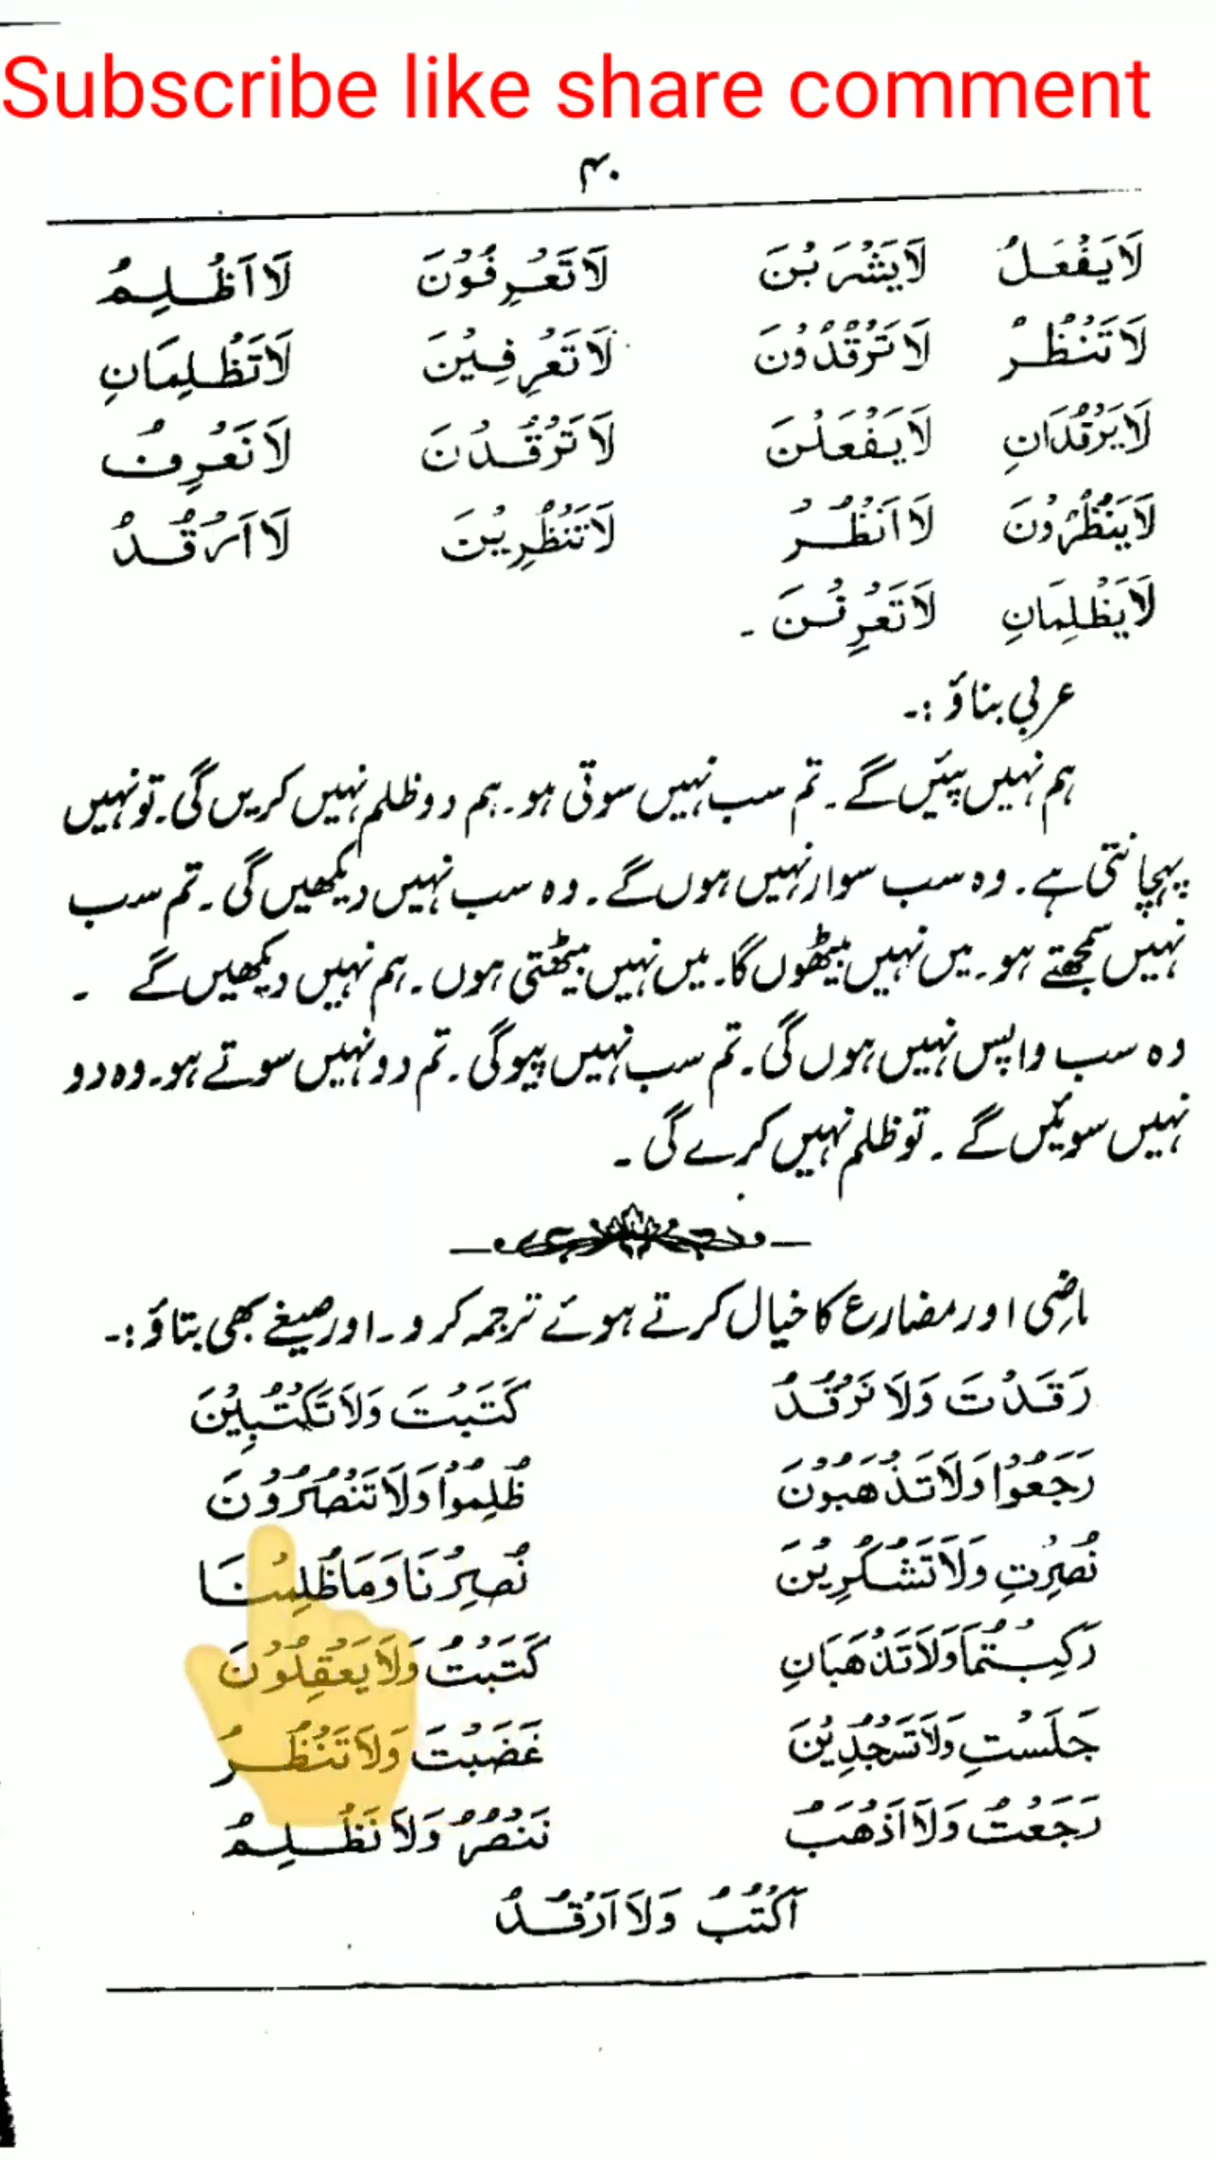 Subscribe like share comment
۴۰
لَا يَفْعَلُ لَا يَشْرَبْنَ لَا تَعْرِفُوْنَ لَا اَظْلِمُ
لَا تَنْظُرُ لَا تَرْقُدُوْنَ لَا تَعْرِفِيْنَ لَا تَظْلِمَانِ
لَا يَرْقُدَانِ لَا يَفْعَلْنَ لَا تَرْقُدْنَ لَا نَعْرِفُ
لَا يَنْظُرُوْنَ لَا اَنْظُرُ لَا تَنْظُرِيْنَ لَا اَرْقُدُ
لَا يَظْلِمَانِ لَا تَعْرِفْنَ ۔
عربی بناؤ :۔
ہم نہیں پئیں گے۔ تم سب نہیں سوتی ہو۔ ہم دو ظلم نہیں کریں گی۔ تو نہیں
پہچانتی ہے۔ وہ سب سوار نہیں ہوں گے۔ وہ سب نہیں دیکھیں گی۔ تم سب
نہیں سمجھتے ہو۔ میں نہیں بیٹھوں گا۔ میں نہیں بیٹھتی ہوں۔ ہم نہیں دیکھیں گے ۔
وہ سب واپس نہیں ہوں گی۔ تم سب نہیں پیوگی۔ تم دو نہیں سوتے ہو۔ وہ دو
نہیں سوئیں گے ۔ تو ظلم نہیں کرے گی ۔
ماضی اور مضارع کا خیال کرتے ہوئے ترجمہ کرو۔ اور صیغے بھی بتاؤ :۔
رَقَدْتَ وَلَا تَرْقُدُ كَتَبْتَ وَلَا تَكْتُبِيْنَ
رَجَعُوْا وَلَا تَذْهَبُوْنَ ظُلِمُوْا وَلَا تَنْصُرُوْنَ
نُصِرْتِ وَلَا تَشْكُرِيْنَ نُصِرْنَا وَمَا ظُلِمْنَا
رَكِبْتُمَا وَلَا تَذْهَبَانِ كَتَبْتُ وَلَا يَعْقِلُوْنَ
جَلَسْتِ وَلَا تَسْجُدِيْنَ غَضَبْتَ وَلَا تَنْظُرُ
رَجَعْتُ وَلَا اَذْهَبُ نَنْصُرُ وَلَا نَظْلِمُ
اَكْتُبُ وَلَا اَرْقُدُ